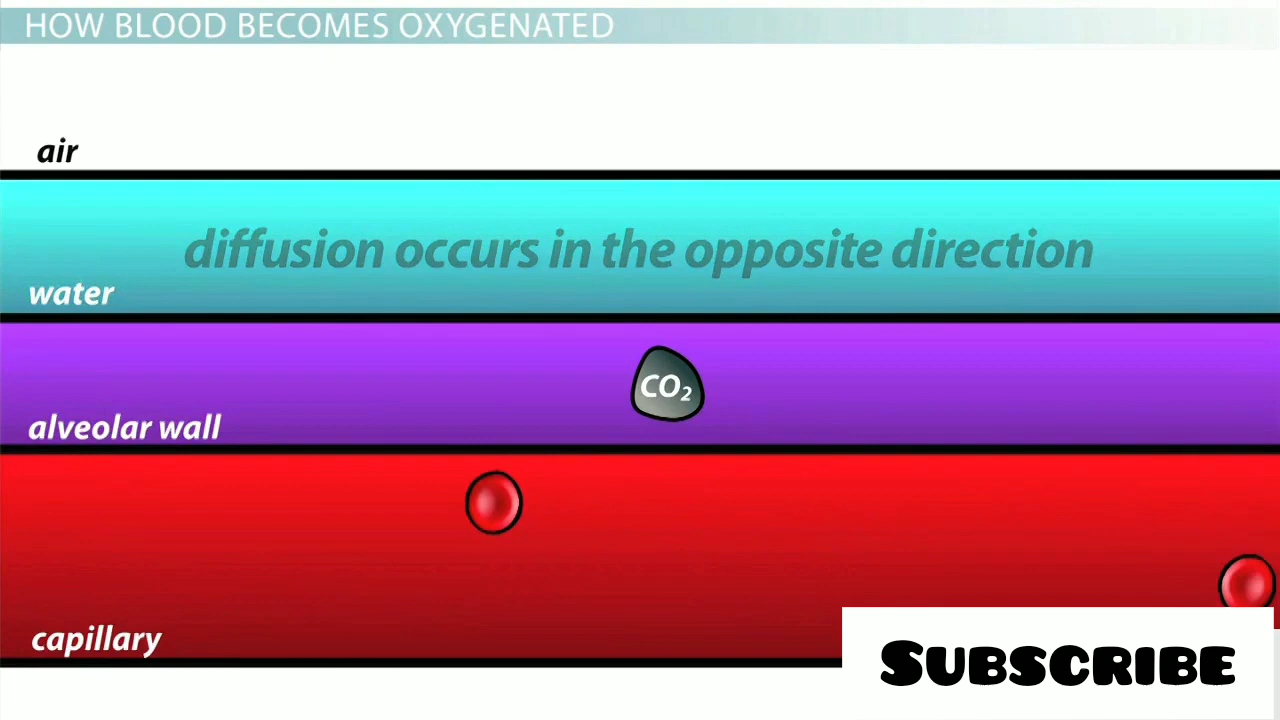 HOW BLOOD BECOMES OXYGENATED
air
diffusion occurs in the opposite direction
water
CO₂
alveolar wall
capillary
SUBSCRIBE